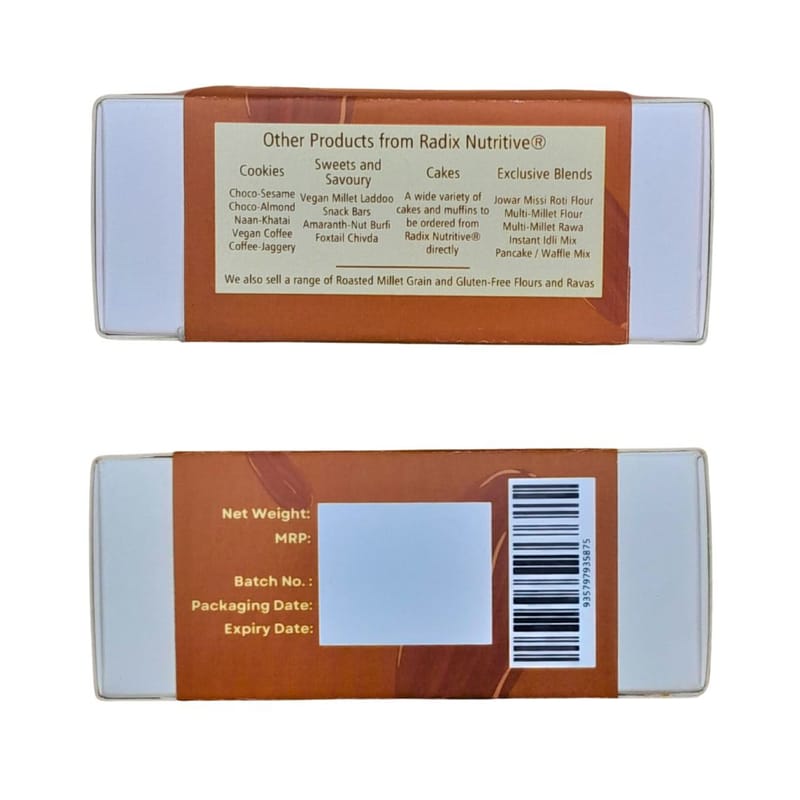 Other Products from Radix Nutritive®
Cookies
Choco-Sesame
Choco-Almond
Naan-Khatai
Vegan Coffee
Coffee-Jaggery
Sweets and
Savoury
Vegan Millet Laddoo
Snack Bars
Amaranth-Nut Burfi
Foxtail Chivda
Cakes
A wide variety of
cakes and muffins to
be ordered from
Radix Nutritive®
directly
Exclusive Blends
Jowar Missi Roti Flour
Multi-Millet Flour
Multi-Millet Rawa
Instant Idli Mix
Pancake / Waffle Mix
We also sell a range of Roasted Millet Grain and Gluten-Free Flours and Ravas
Net Weight:
MRP:
Batch No. :
Packaging Date:
Expiry Date:
935797935875